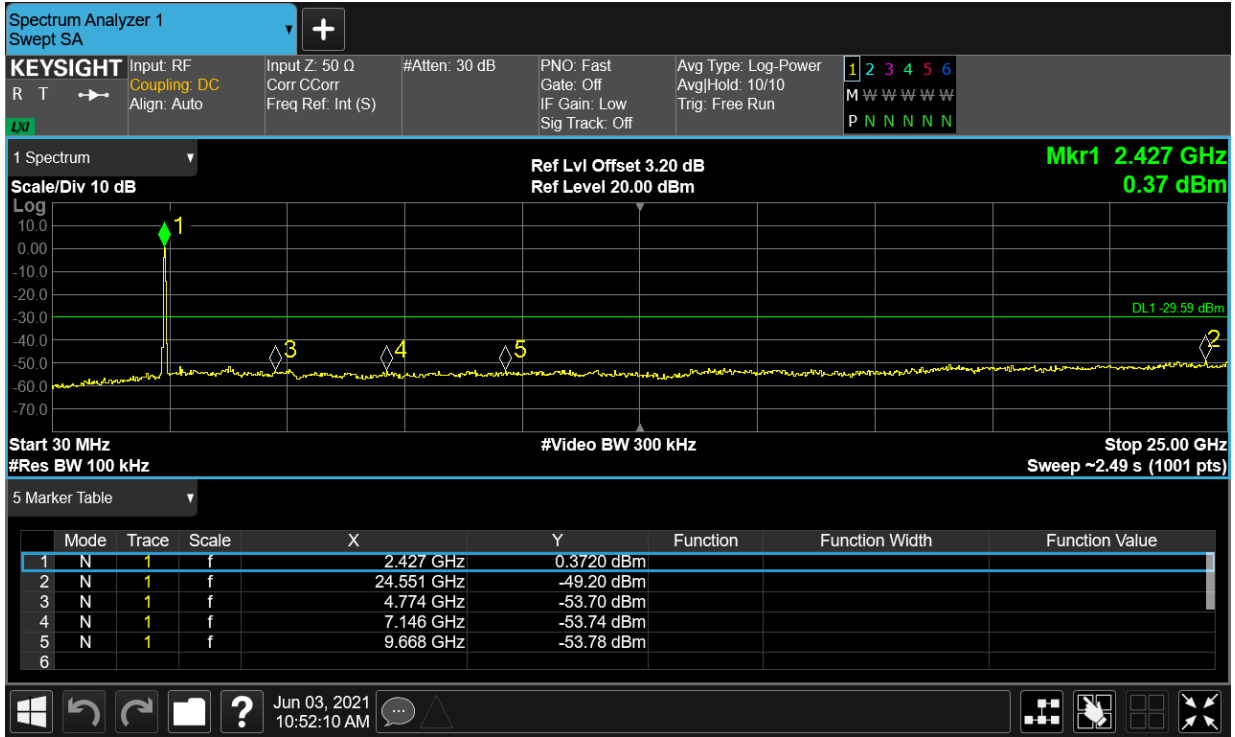 Spectrum Analyzer 1
Swept SA
KEYSIGHT Input: RF Input Z: 50 Ω #Atten: 30 dB PNO: Fast Avg Type: Log-Power 1 2 3 4 5 6
R T Coupling: DC Corr CCorr Gate: Off Avg|Hold: 10/10 M W W W W W
Align: Auto Freq Ref: Int (S) IF Gain: Low Trig: Free Run P N N N N N
LXI Sig Track: Off
1 Spectrum Ref Lvl Offset 3.20 dB Mkr1 2.427 GHz
Scale/Div 10 dB Ref Level 20.00 dBm 0.37 dBm
Log
10.0 1
0.00
-10.0
-20.0
DL1 -29.59 dBm
-30.0
-40.0 2
3 4 5
-50.0
-60.0
-70.0
Start 30 MHz #Video BW 300 kHz Stop 25.00 GHz
#Res BW 100 kHz Sweep ~2.49 s (1001 pts)
5 Marker Table
Mode Trace Scale X Y Function Function Width Function Value
1 N 1 f 2.427 GHz 0.3720 dBm
2 N 1 f 24.551 GHz -49.20 dBm
3 N 1 f 4.774 GHz -53.70 dBm
4 N 1 f 7.146 GHz -53.74 dBm
5 N 1 f 9.668 GHz -53.78 dBm
6
? Jun 03, 2021
10:52:10 AM